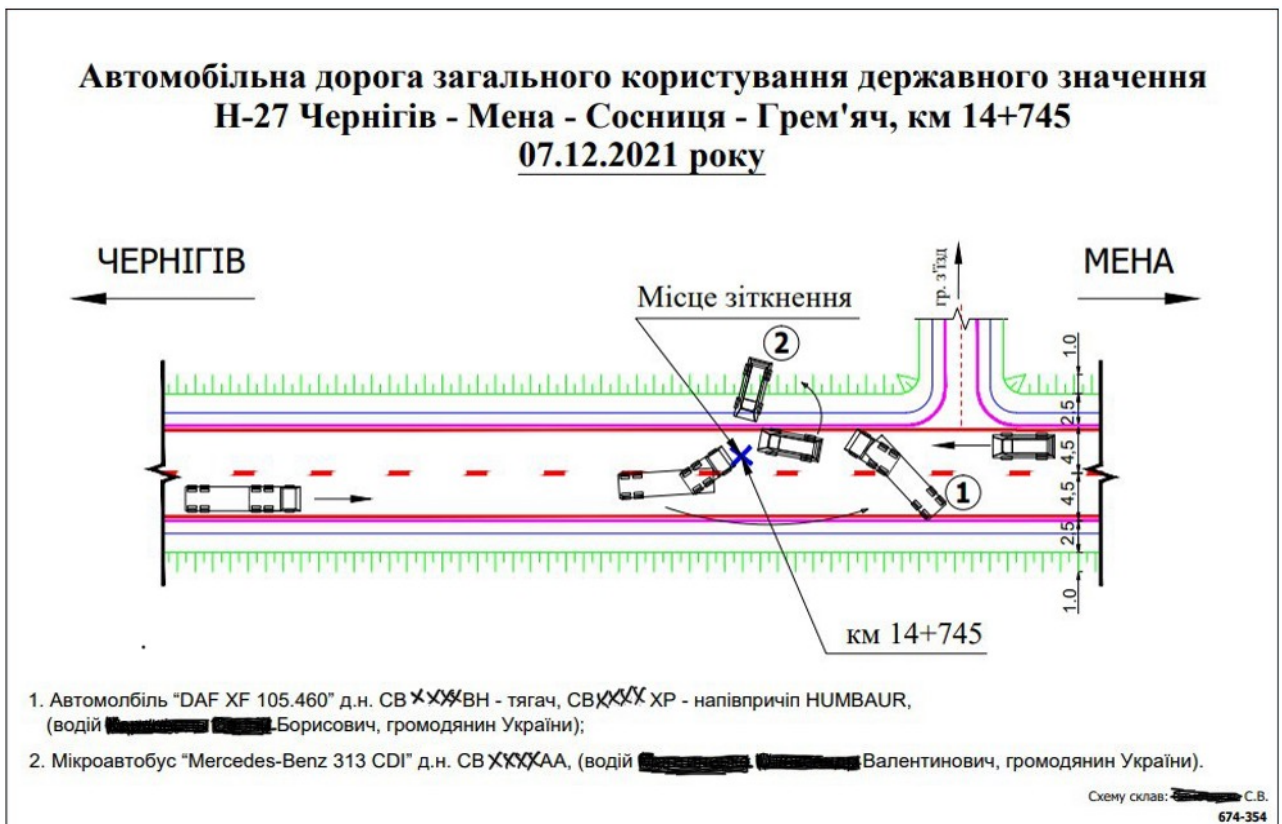 Автомобільна дорога загального користування державного значення
Н-27 Чернігів - Мена - Сосниця - Грем'яч, км 14+745
07.12.2021 року
ЧЕРНІГІВ
МЕНА
гр. з'їзд
Місце зіткнення
2
1
1.0
2.5
4,5
4,5
2.5
1.0
км 14+745
1. Автомолбіль “DAF XF 105.460” д.н. СВ ХХХХ ВН - тягач, СВ ХХХХ ХР - напівпричіп HUMBAUR,
(водій Борисович, громодянин України);
2. Мікроавтобус “Mercedes-Benz 313 CDI” д.н. СВ ХХХХ АА, (водій Валентинович, громодянин України).
Схему склав: С.В.
674-354